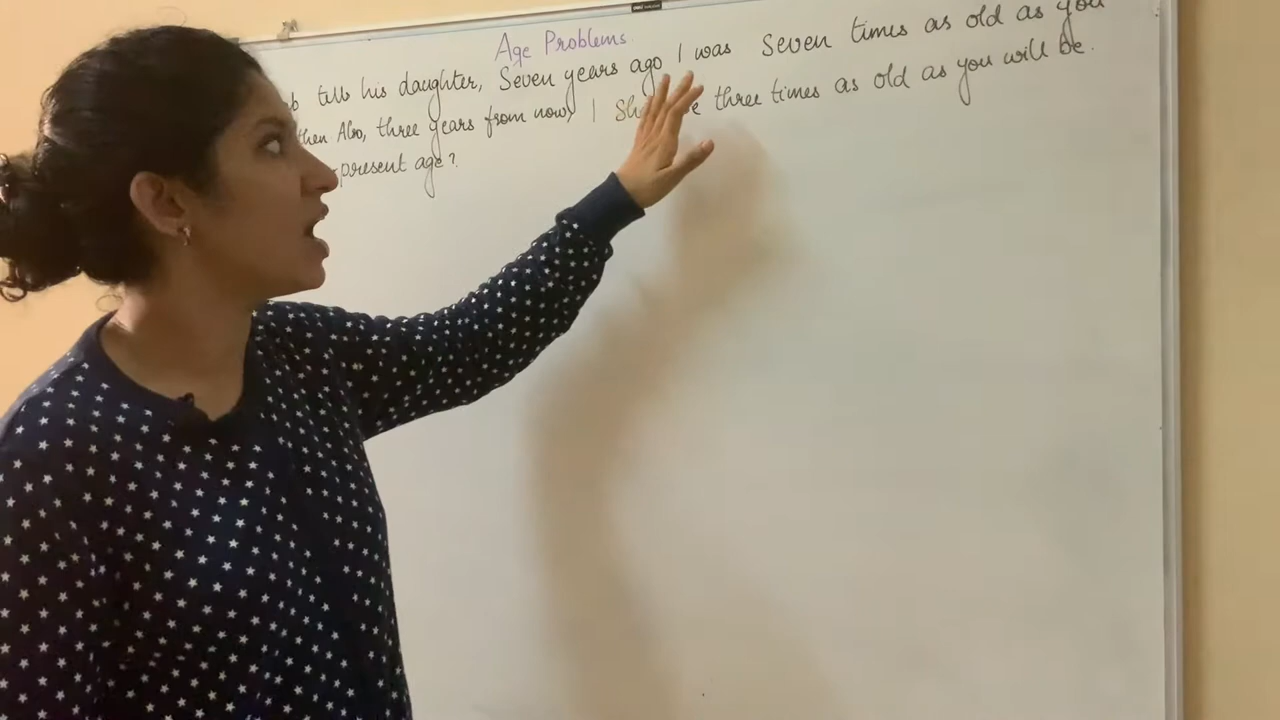 Age Problems.
tells his daughter, Seven years ago I was Seven times as old as you
then Also, three years from now, I three times as old as you will be.
present age?